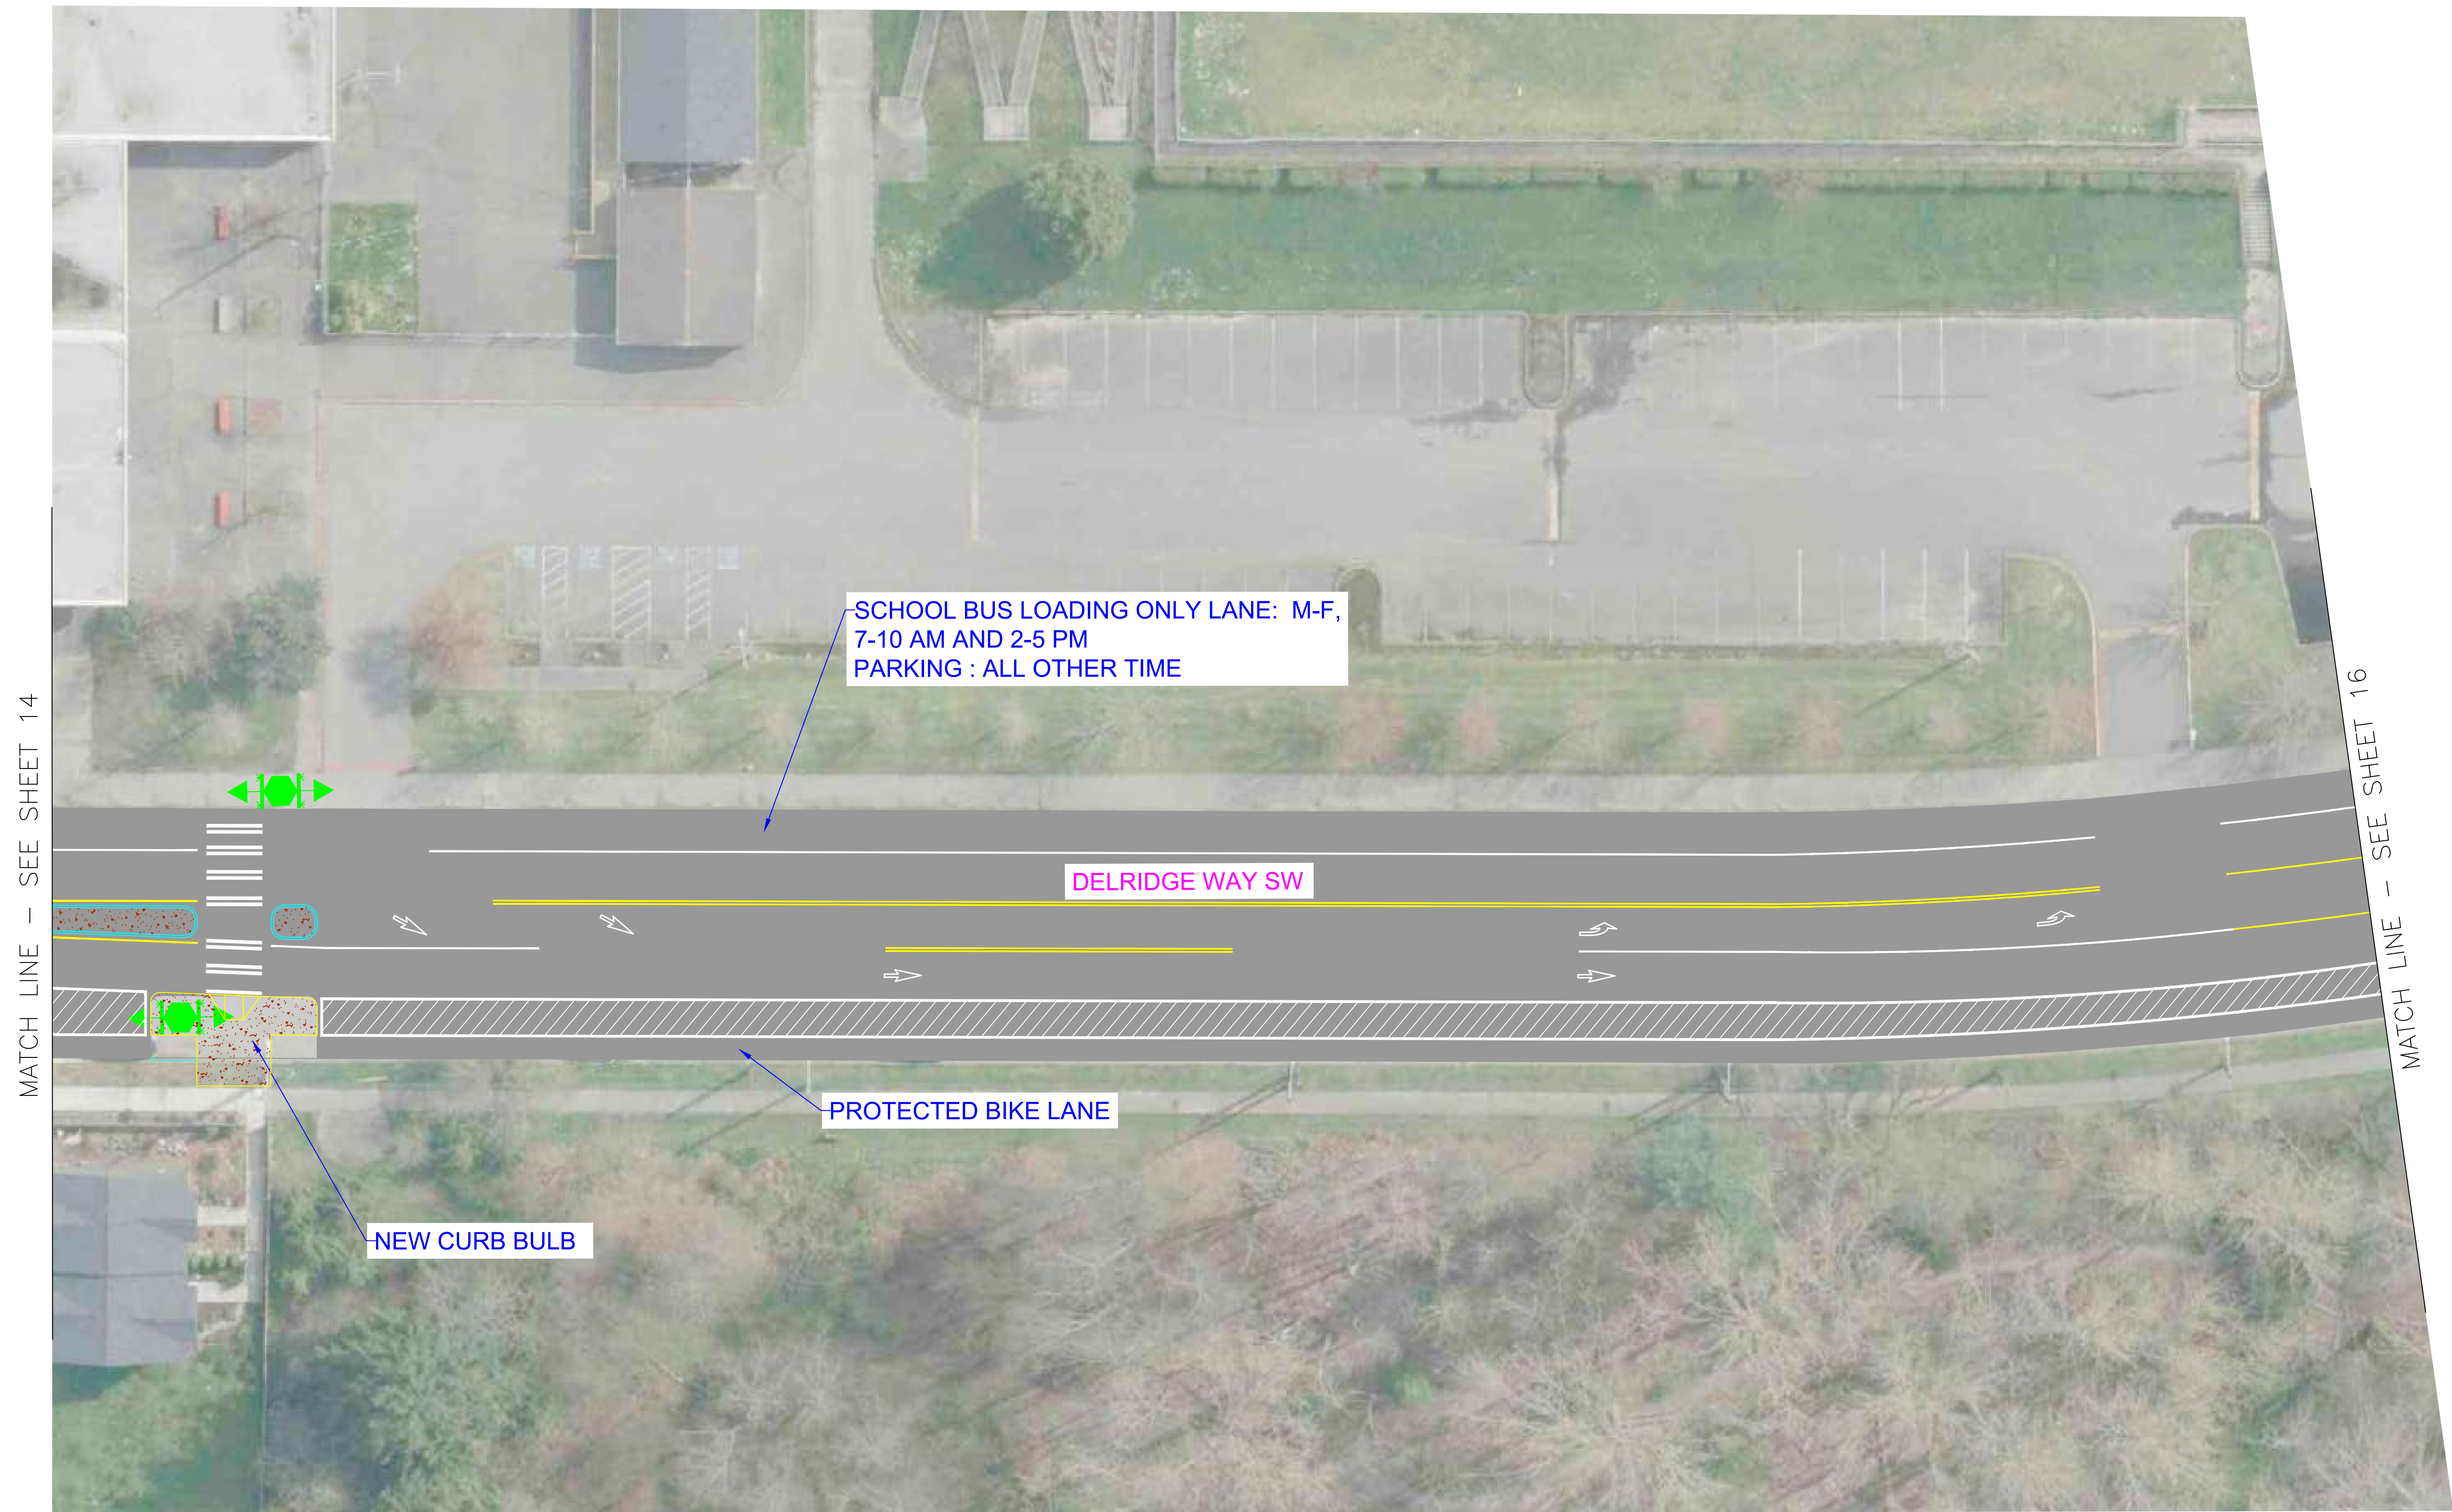 MATCH LINE – SEE SHEET 14
SCHOOL BUS LOADING ONLY LANE: M-F,
7-10 AM AND 2-5 PM
PARKING : ALL OTHER TIME
DELRIDGE WAY SW
MATCH LINE – SEE SHEET 16
PROTECTED BIKE LANE
NEW CURB BULB